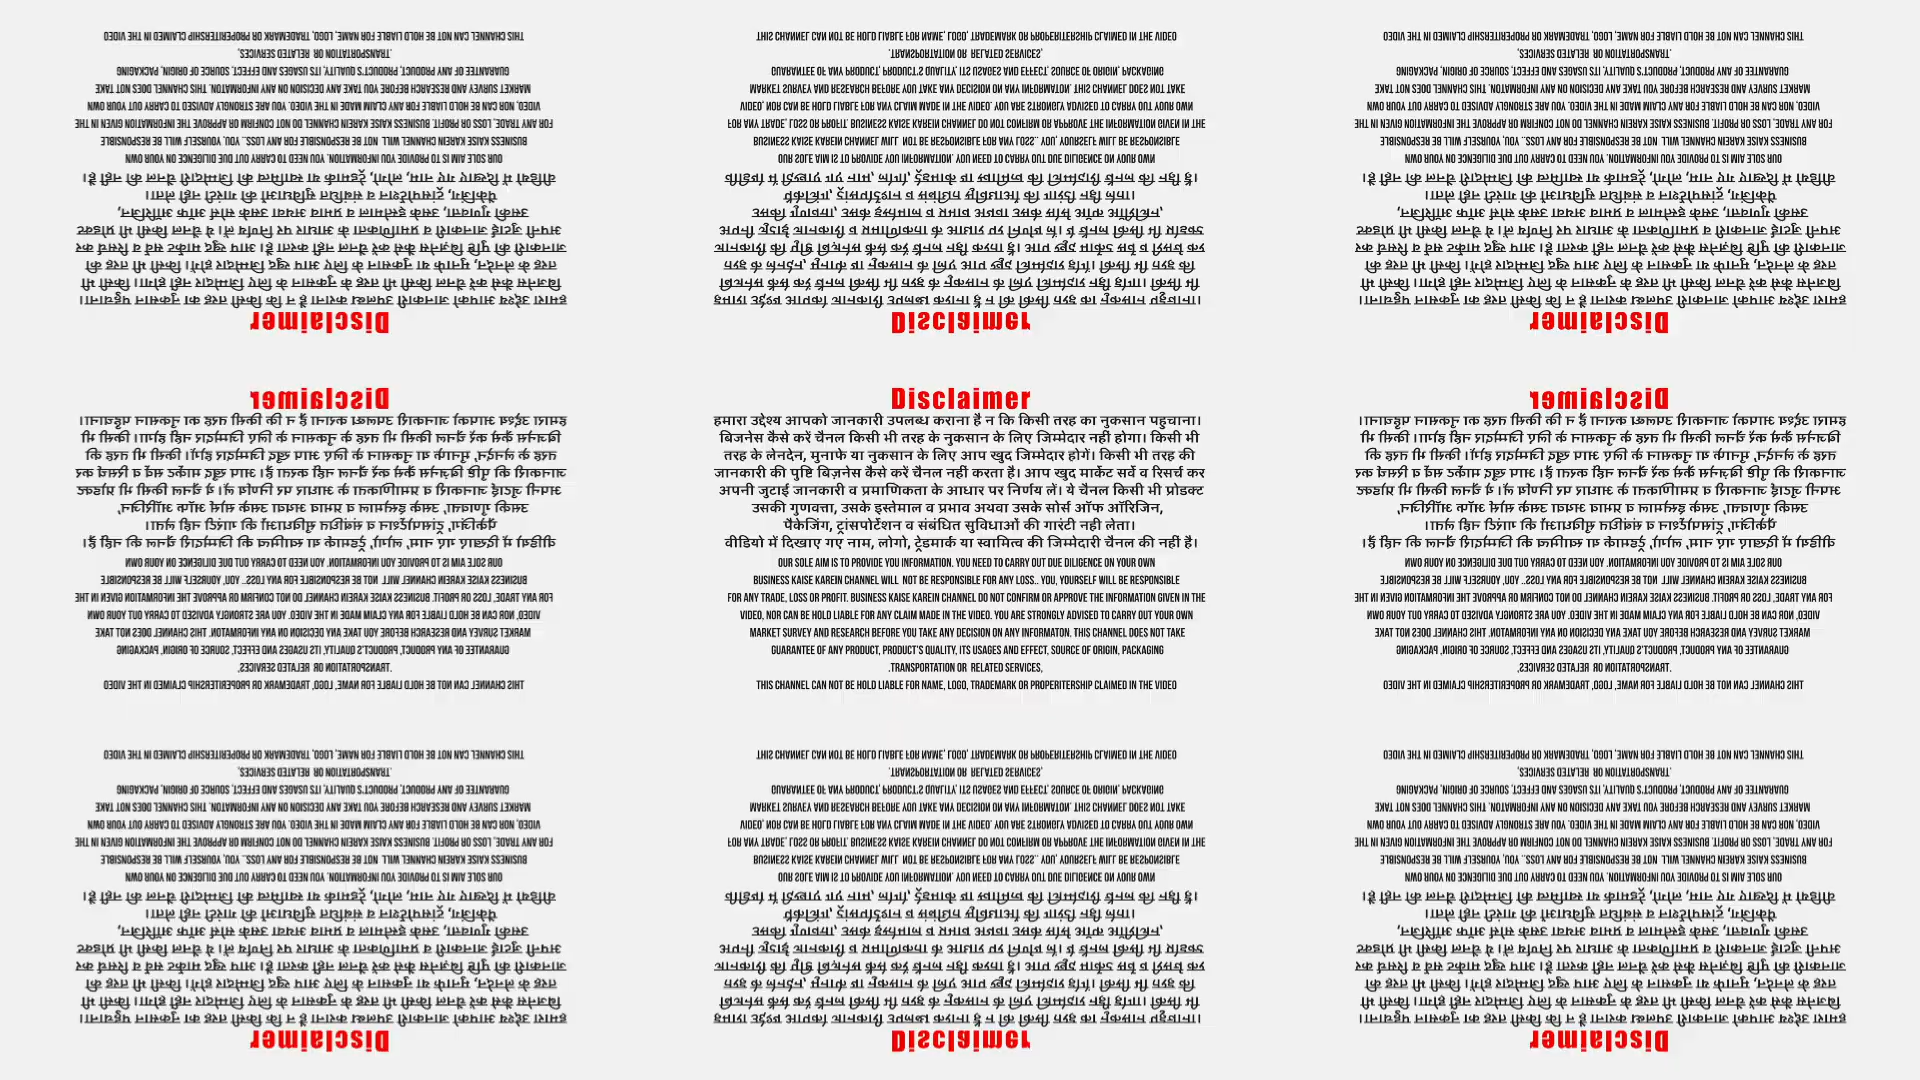 Disclaimer
हमारा उद्देश्य आपको जानकारी उपलब्ध कराना है न कि किसी तरह का नुकसान पहुचाना।
बिजनेस कैसे करें चैनल किसी भी तरह के नुकसान के लिए जिम्मेदार नहीं होगा। किसी भी
तरह के लेनदेन, मुनाफे या नुकसान के लिए आप खुद जिम्मेदार होगें। किसी भी तरह की
जानकारी की पुष्टि बिज़नेस कैसे करें चैनल नहीं करता है। आप खुद मार्केट सर्वे व रिसर्च कर
अपनी जुटाई जानकारी व प्रमाणिकता के आधार पर निर्णय लें। ये चैनल किसी भी प्रोडक्ट
उसकी गुणवत्ता, उसके इस्तेमाल व प्रभाव अथवा उसके सोर्स ऑफ ऑरिजिन,
पैकेजिंग, ट्रांसपोर्टेशन व संबंधित सुविधाओं की गारंटी नही लेता।
वीडियो में दिखाए गए नाम, लोगो, ट्रेडमार्क या स्वामित्व की जिम्मेदारी चैनल की नहीं है।
OUR SOLE AIM IS TO PROVIDE YOU INFORMATION. YOU NEED TO CARRY OUT DUE DILIGENCE ON YOUR OWN
BUSINESS KAISE KAREIN CHANNEL WILL NOT BE RESPONSIBLE FOR ANY LOSS.. YOU, YOURSELF WILL BE RESPONSIBLE
FOR ANY TRADE, LOSS OR PROFIT. BUSINESS KAISE KAREIN CHANNEL DO NOT CONFIRM OR APPROVE THE INFORMATION GIVEN IN THE
VIDEO, NOR CAN BE HOLD LIABLE FOR ANY CLAIM MADE IN THE VIDEO. YOU ARE STRONGLY ADVISED TO CARRY OUT YOUR OWN
MARKET SURVEY AND RESEARCH BEFORE YOU TAKE ANY DECISION ON ANY INFORMATON. THIS CHANNEL DOES NOT TAKE
GUARANTEE OF ANY PRODUCT, PRODUCT'S QUALITY, ITS USAGES AND EFFECT, SOURCE OF ORIGIN, PACKAGING
.TRANSPORTATION OR RELATED SERVICES,
THIS CHANNEL CAN NOT BE HOLD LIABLE FOR NAME, LOGO, TRADEMARK OR PROPERITERSHIP CLAIMED IN THE VIDEO